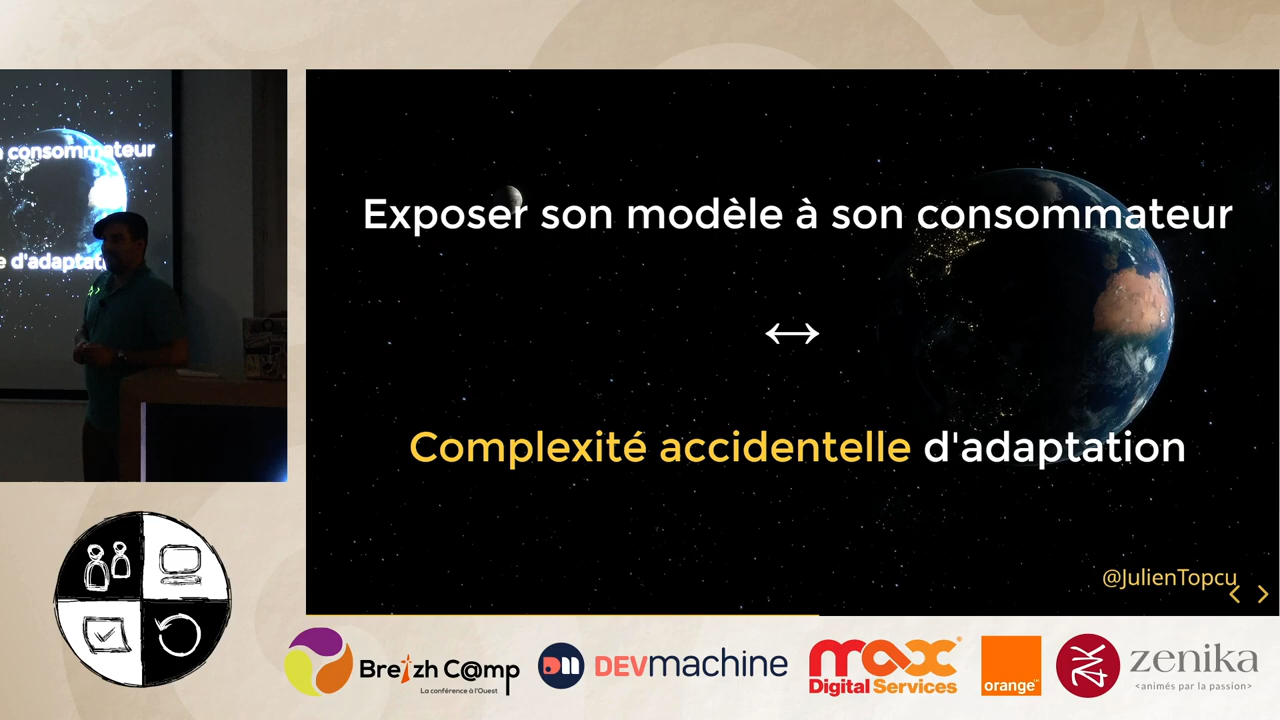 consommateur
e d'adaptat
Exposer son modèle à son consommateur
↔
Complexité accidentelle d'adaptation
@JulienTopcu
Breizh C@mp
La conférence à l'Ouest
DEVmachine
max
Digital Services
orange™
zenika
<animés par la passion>